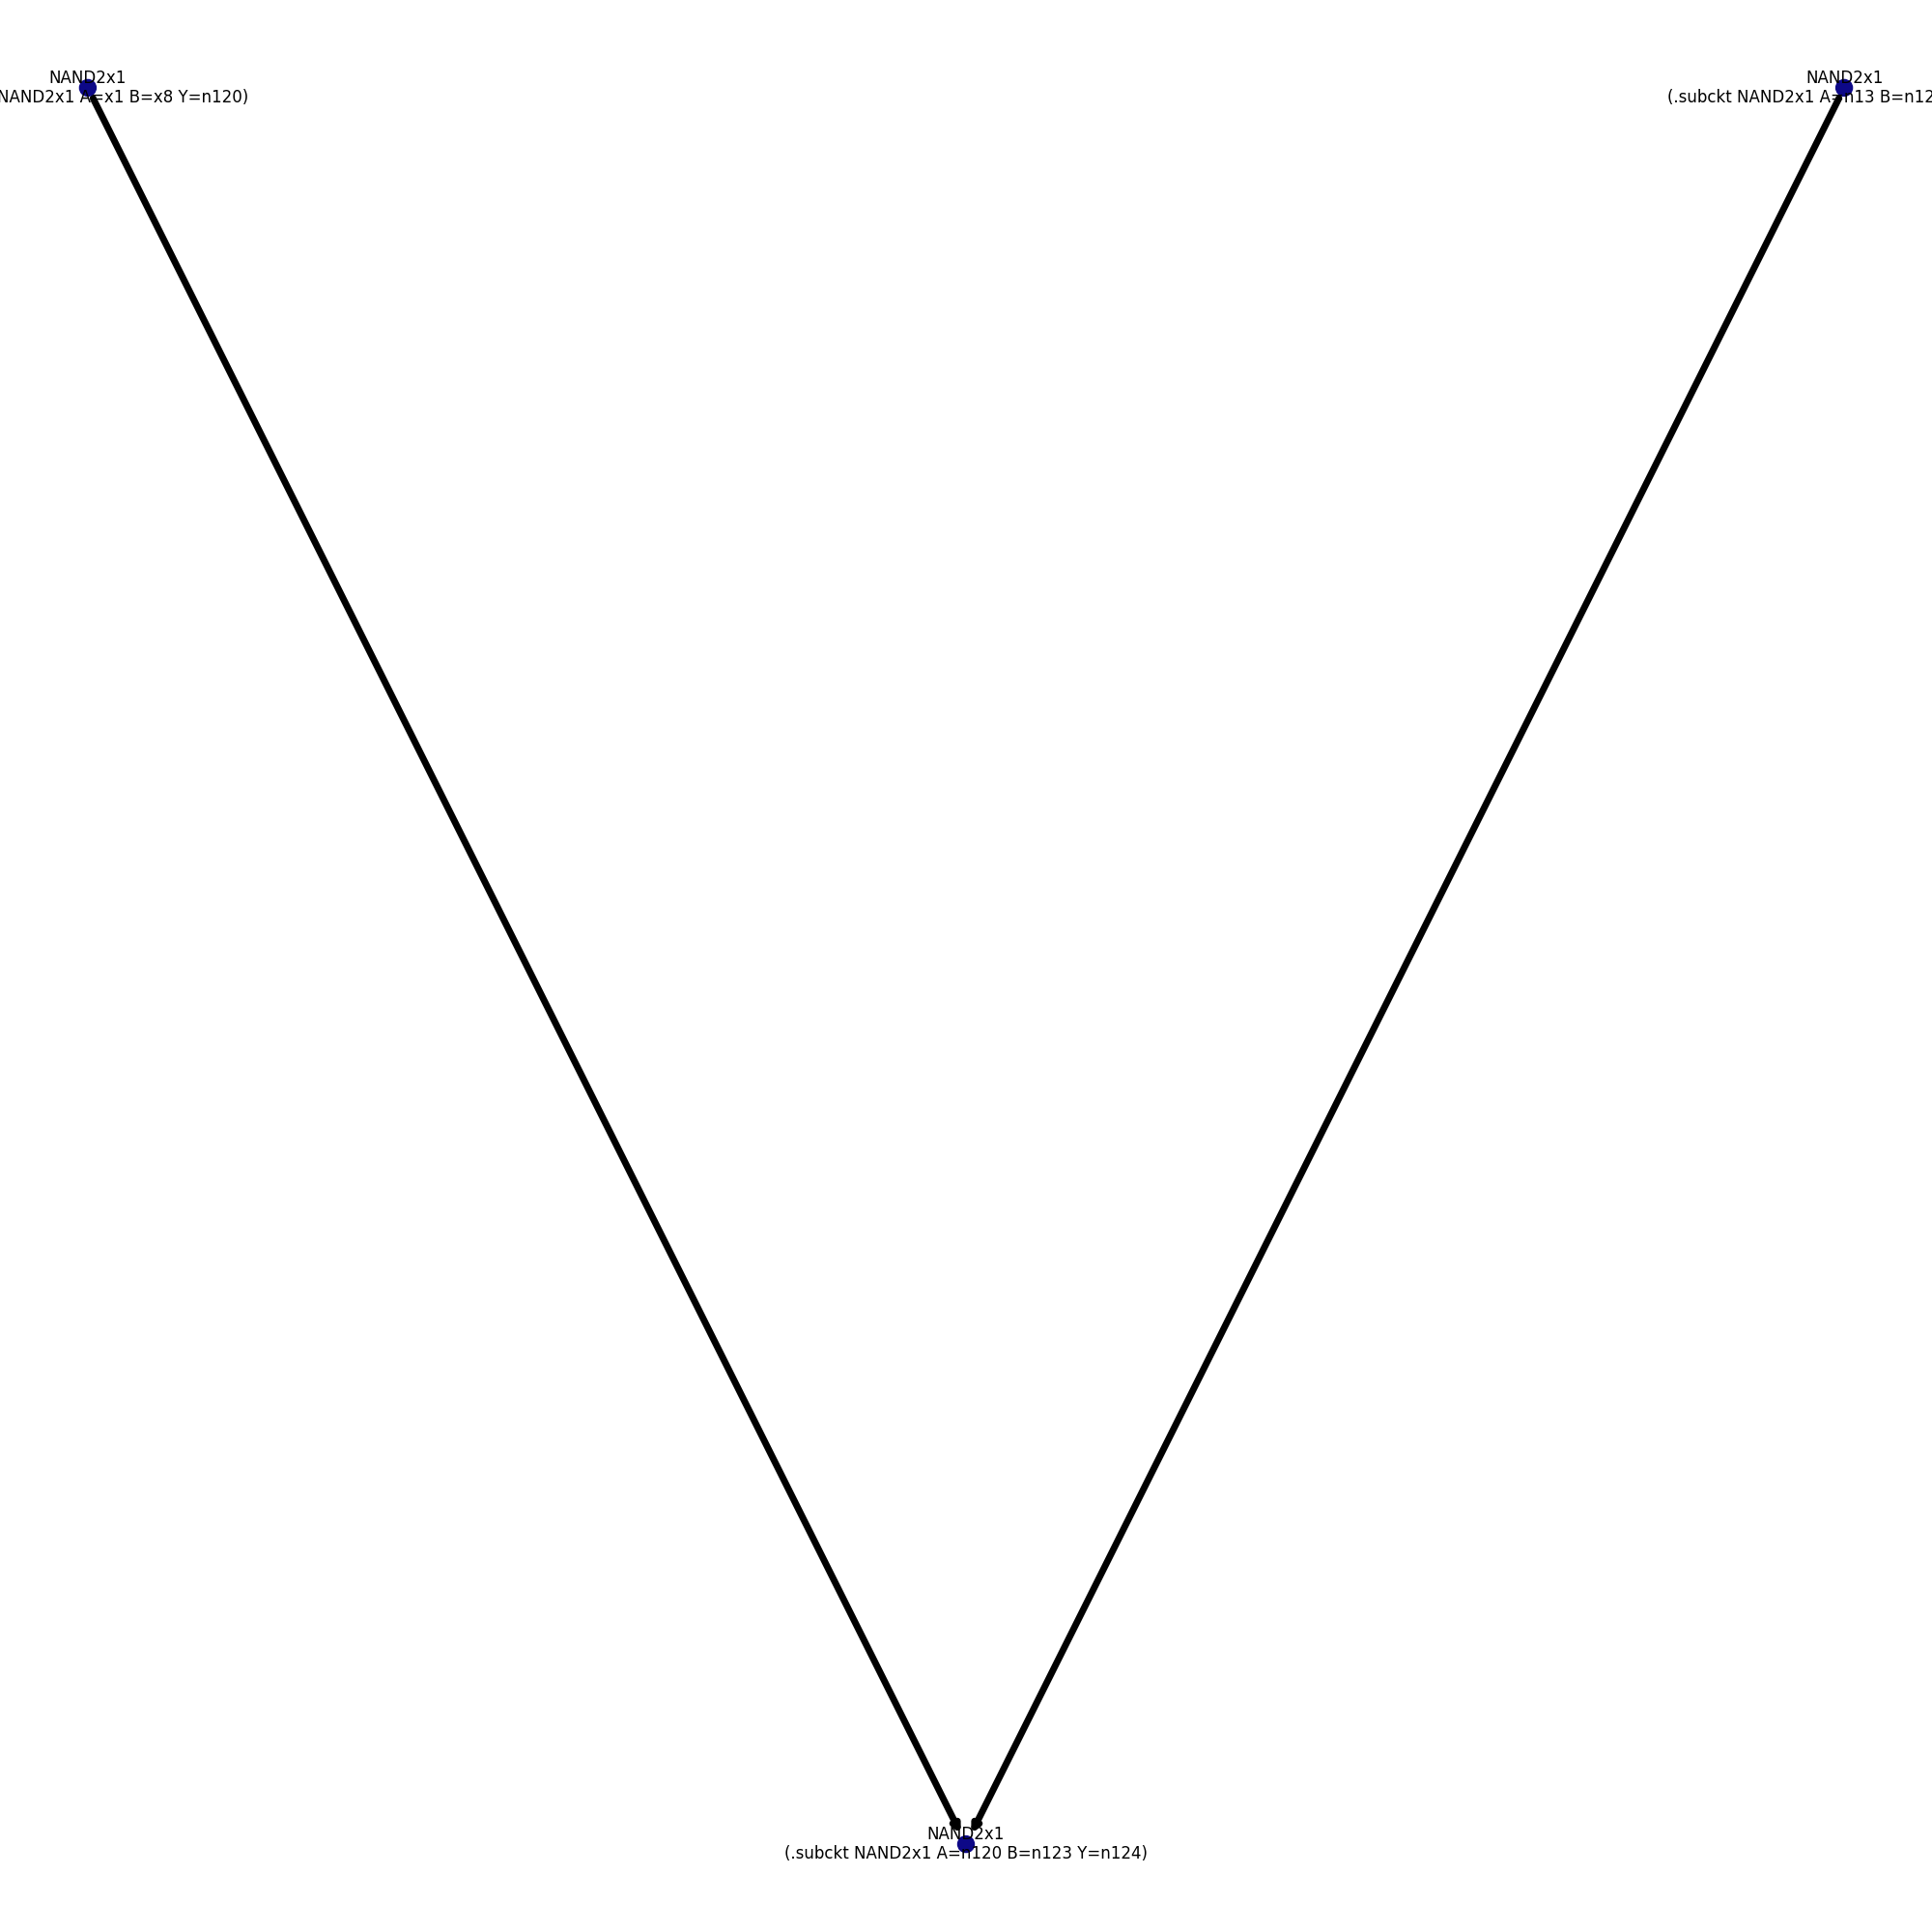 NAND2x1
NAND2x1 A=x1 B=x8 Y=n120)
NAND2x1
(.subckt NAND2x1 A=n13 B=n12
NAND2x1
(.subckt NAND2x1 A=n120 B=n123 Y=n124)